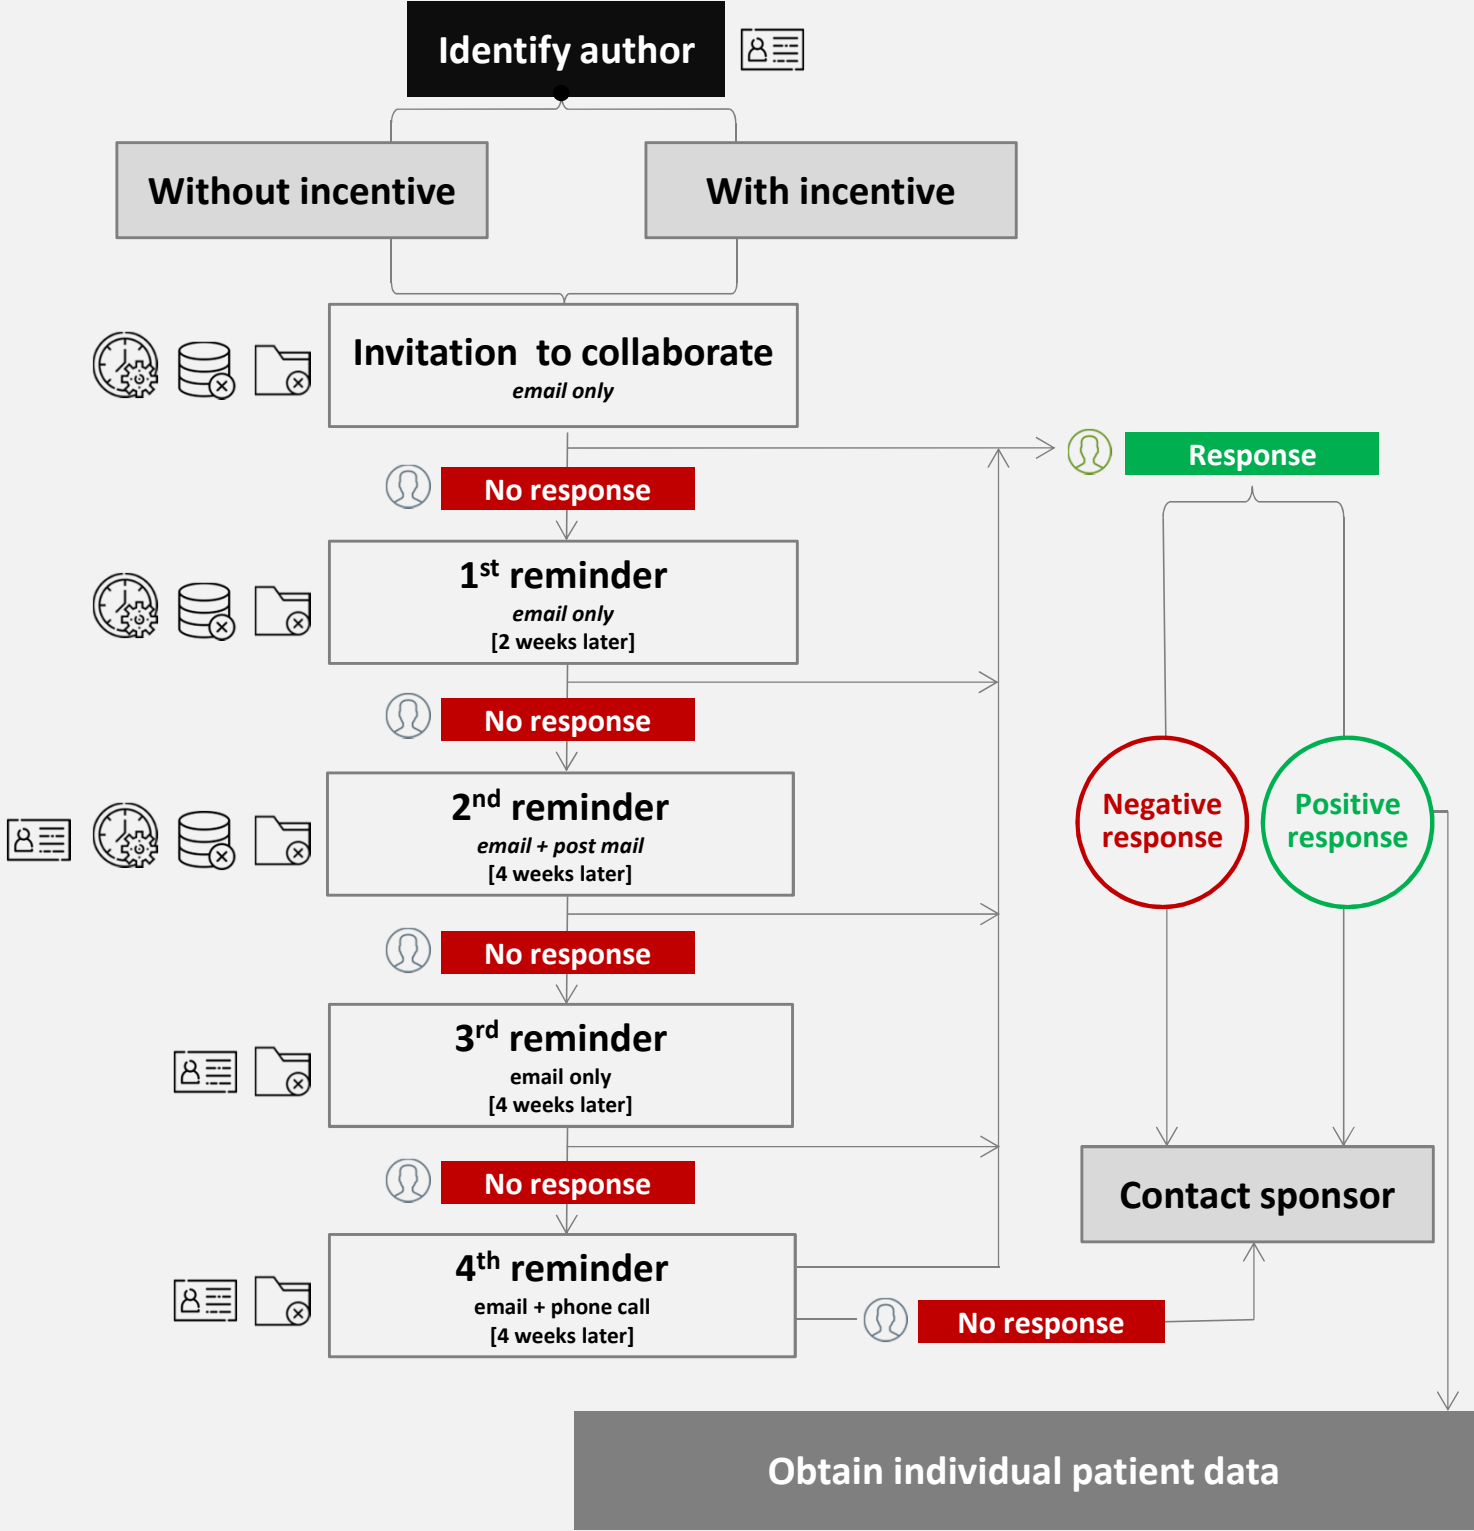 Identify author
Without incentive
With incentive
Invitation to collaborate
email only
Response
No response
1st reminder
email only
[2 weeks later]
No response
2nd reminder
email + post mail
[4 weeks later]
Negative
response
Positive
response
No response
3rd reminder
email only
[4 weeks later]
No response
Contact sponsor
4th reminder
email + phone call
[4 weeks later]
No response
Obtain individual patient data